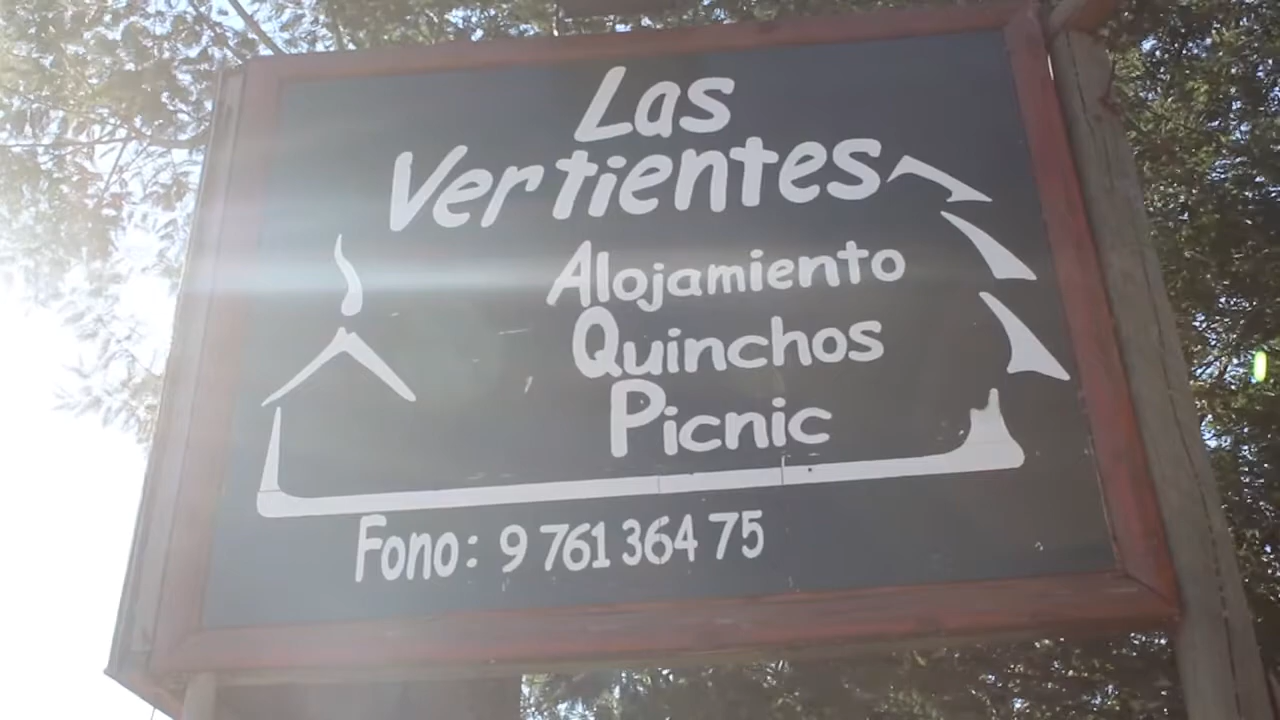 Las
Vertientes
Alojamiento
Quinchos
Picnic
Fono: 9 761 364 75